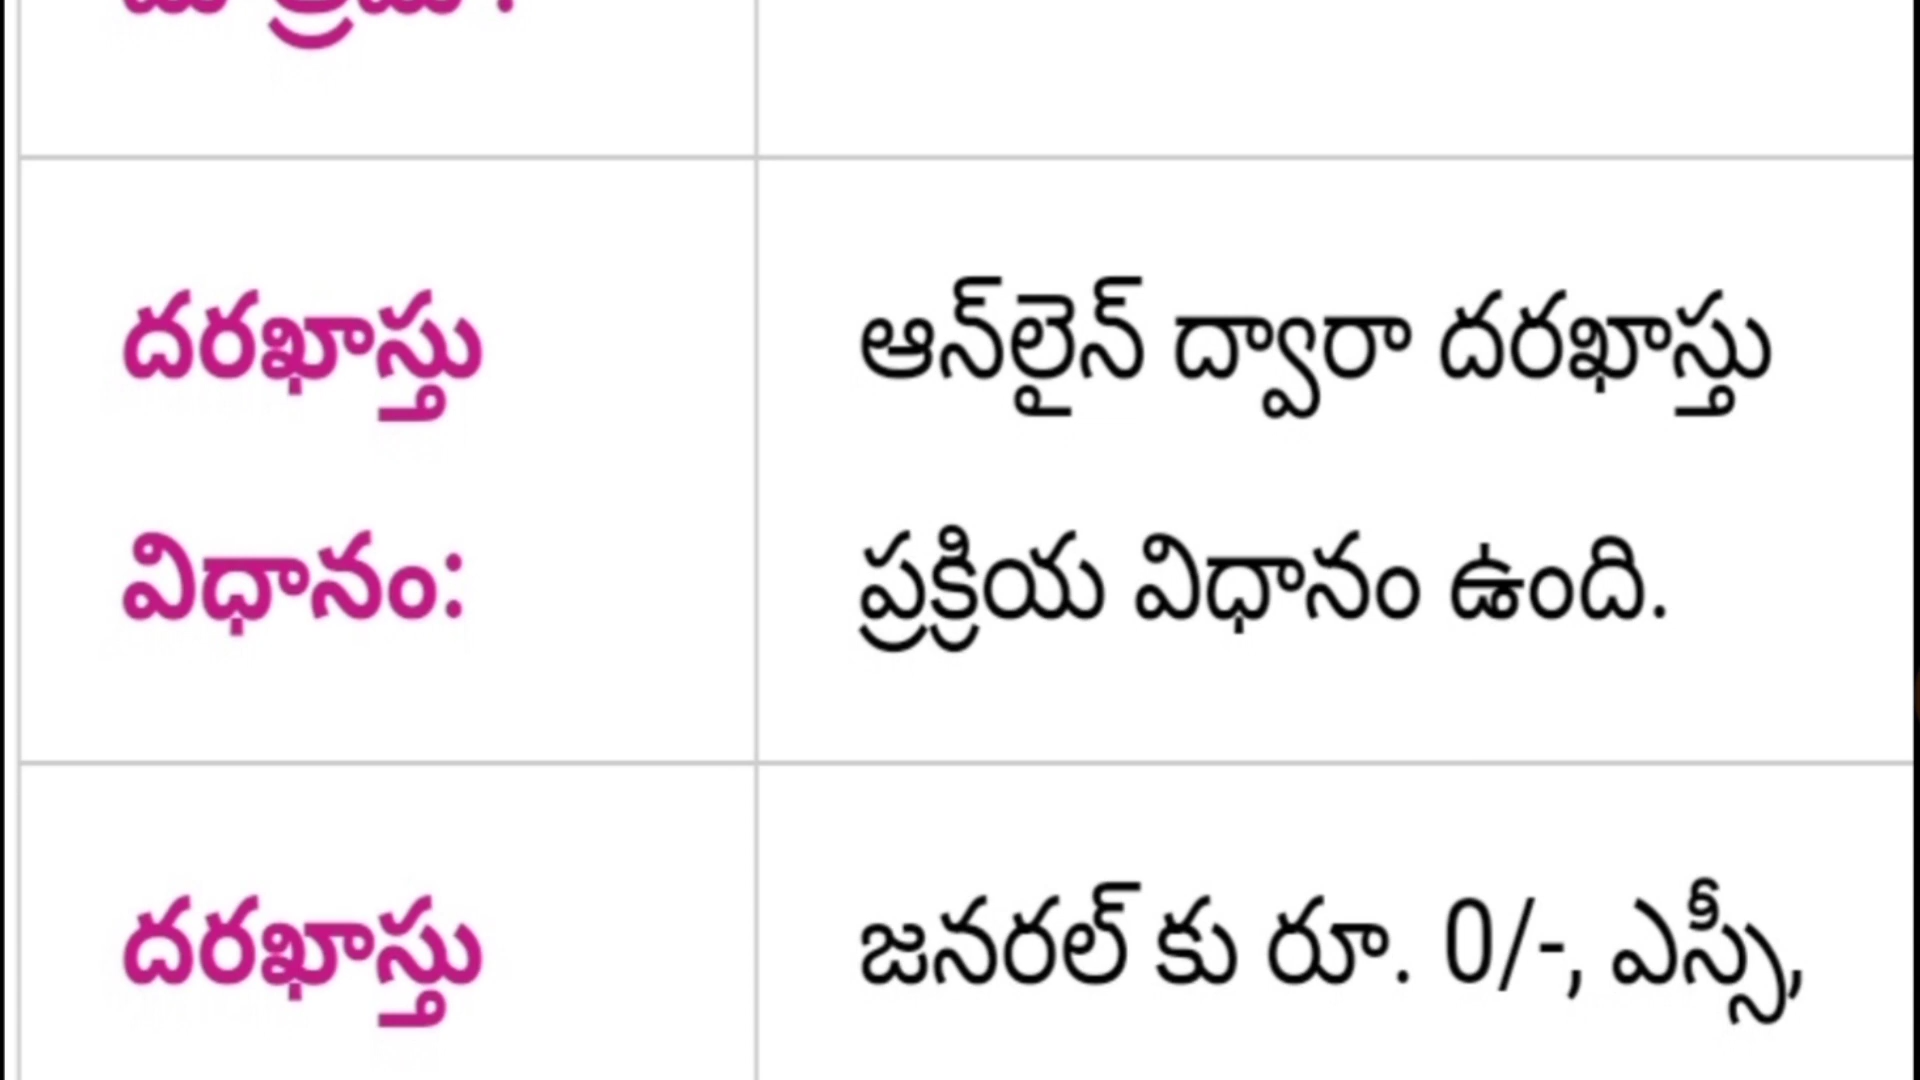 దరఖాస్తు
విధానం:
ఆన్‌లైన్ ద్వారా దరఖాస్తు
ప్రక్రియ విధానం ఉంది.
దరఖాస్తు
జనరల్ కు రూ. 0/-, ఎస్సీ,